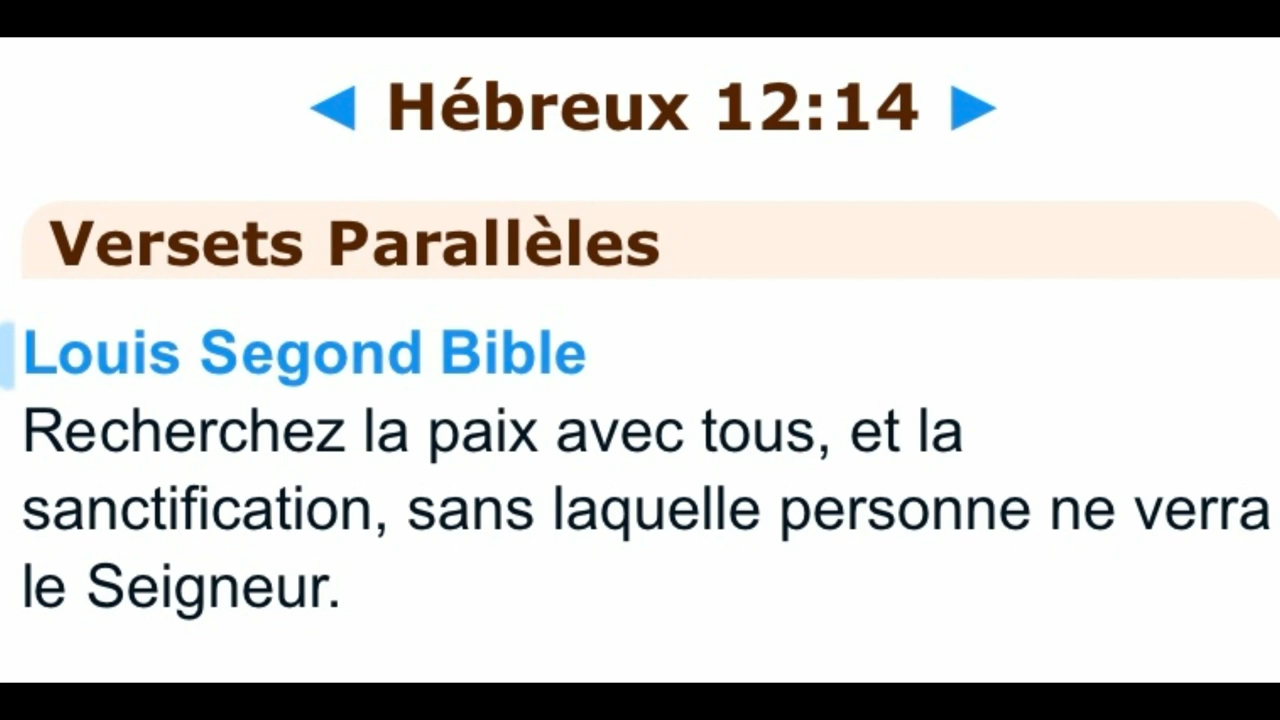 ◀ Hébreux 12:14 ▶
Versets Parallèles
Louis Segond Bible
Recherchez la paix avec tous, et la
sanctification, sans laquelle personne ne verra
le Seigneur.